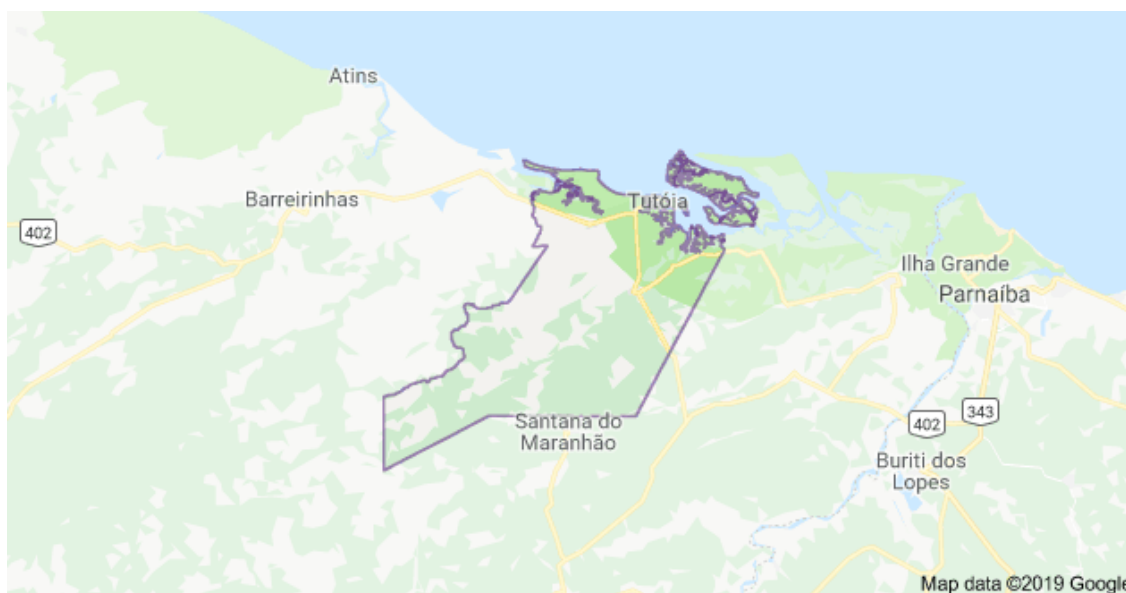 Atins
Barreirinhas
Tutóia
402
Ilha Grande
Parnaíba
Santana do
Maranhão
402
343
Buriti dos
Lopes
Map data ©2019 Google